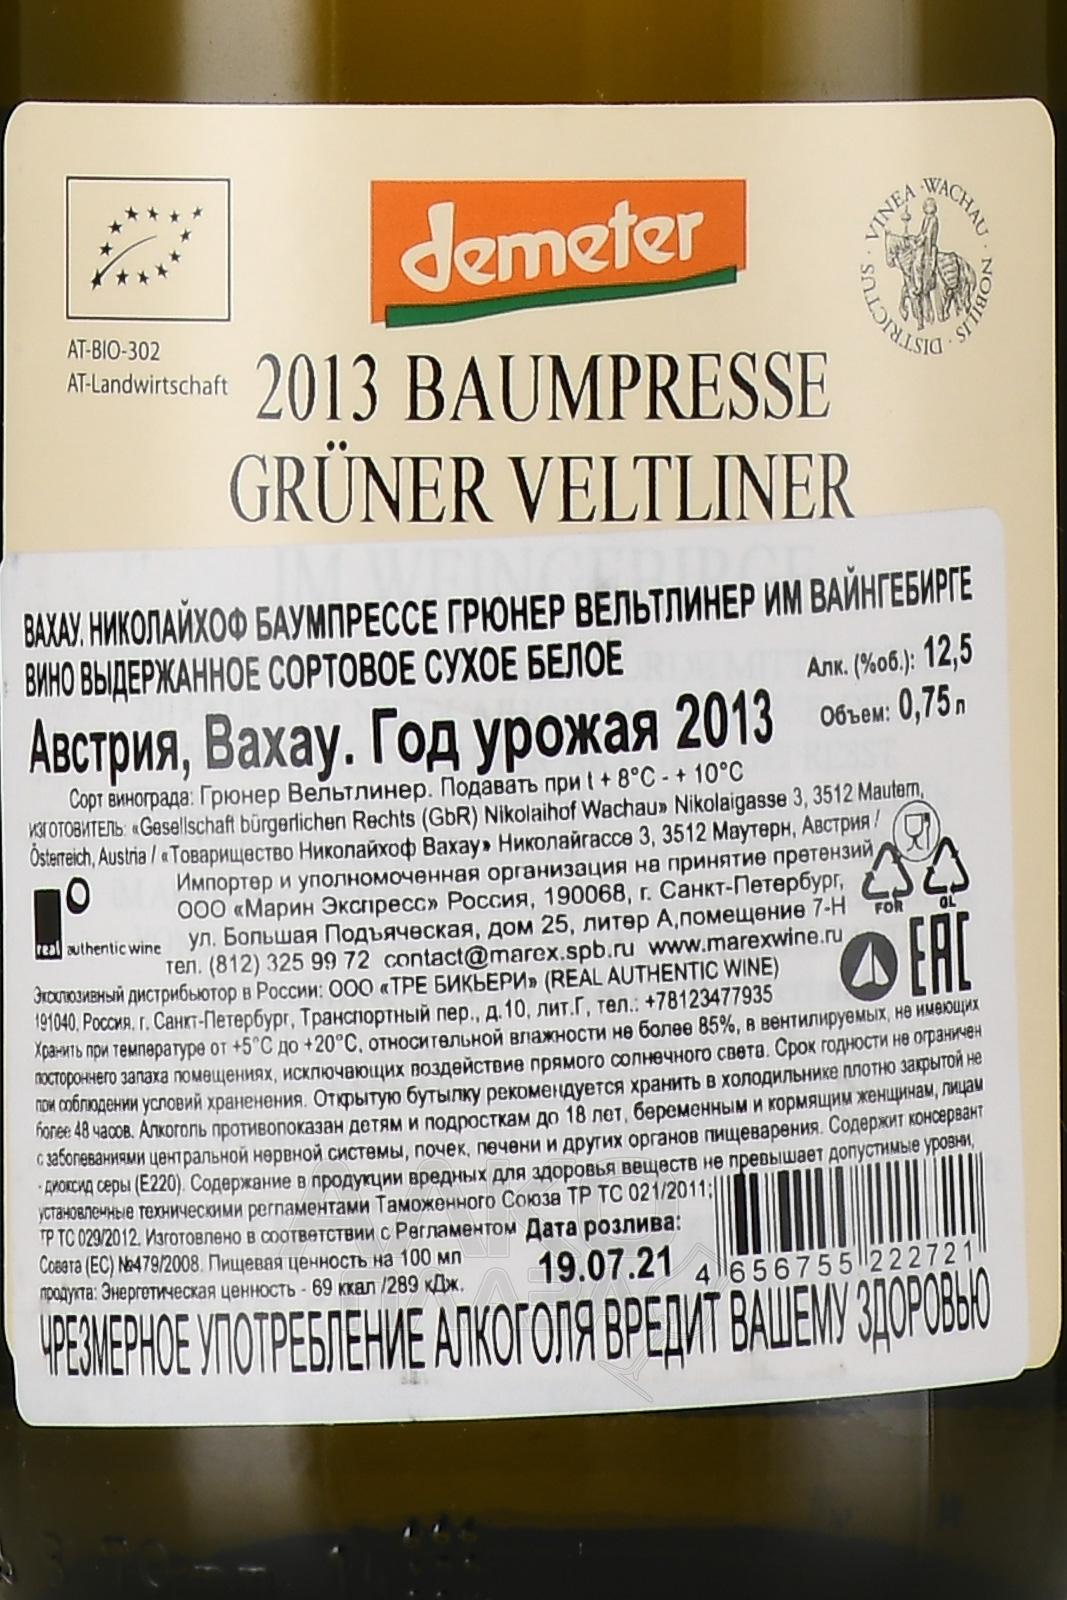 demeter
VINEA · WACHAU · NOBILIS · DISTRICTUS ·
AT-BIO-302
AT-Landwirtschaft
2013 BAUMPRESSE
GRÜNER VELTLINER
IM WEINGEBIRGE
ВАХАУ. НИКОЛАЙХОФ БАУМПРЕССЕ ГРЮНЕР ВЕЛЬТЛИНЕР ИМ ВАЙНГЕБИРГЕ
ВИНО ВЫДЕРЖАННОЕ СОРТОВОЕ СУХОЕ БЕЛОЕ
Алк. (%об.): 12,5
Австрия, Вахау. Год урожая 2013
Объем: 0,75 л
Сорт винограда: Грюнер Вельтлинер. Подавать при t + 8°C - + 10°C
ИЗГОТОВИТЕЛЬ: «Gesellschaft bürgerlichen Rechts (GbR) Nikolaihof Wachau» Nikolaigasse 3, 3512 Mautern,
Österreich, Austria / «Товарищество Николайхоф Вахау» Николайгассе 3, 3512 Маутерн, Австрия /
Импортер и уполномоченная организация на принятие претензий
ООО «Марин Экспресс» Россия, 190068, г. Санкт-Петербург,
ул. Большая Подъяческая, дом 25, литер А,помещение 7-Н
тел. (812) 325 99 72 contact@marex.spb.ru www.marexwine.ru
real authentic wine
FOR
GL
EAC
Эксклюзивный дистрибьютор в России: ООО «ТРЕ БИКЬЕРИ» (REAL AUTHENTIC WINE)
191040, Россия, г. Санкт-Петербург, Транспортный пер., д.10, лит.Г, тел.: +78123477935
Хранить при температуре от +5°C до +20°C, относительной влажности не более 85%, в вентилируемых, не имеющих
постороннего запаха помещениях, исключающих воздействие прямого солнечного света. Срок годности не ограничен
при соблюдении условий хранения. Открытую бутылку рекомендуется хранить в холодильнике плотно закрытой не
более 48 часов. Алкоголь противопоказан детям и подросткам до 18 лет, беременным и кормящим женщинам, лицам
с заболеваниями центральной нервной системы, почек, печени и других органов пищеварения. Содержит консервант
- диоксид серы (E220). Содержание в продукции вредных для здоровья веществ не превышает допустимые уровни,
установленные техническими регламентами Таможенного Союза ТР ТС 021/2011;
ТР ТС 029/2012. Изготовлено в соответствии с Регламентом
Совета (ЕС) №479/2008. Пищевая ценность на 100 мл
продукта: Энергетическая ценность - 69 ккал /289 кДж.
Дата розлива:
19.07.21
4 656755 222721
ЧРЕЗМЕРНОЕ УПОТРЕБЛЕНИЕ АЛКОГОЛЯ ВРЕДИТ ВАШЕМУ ЗДОРОВЬЮ